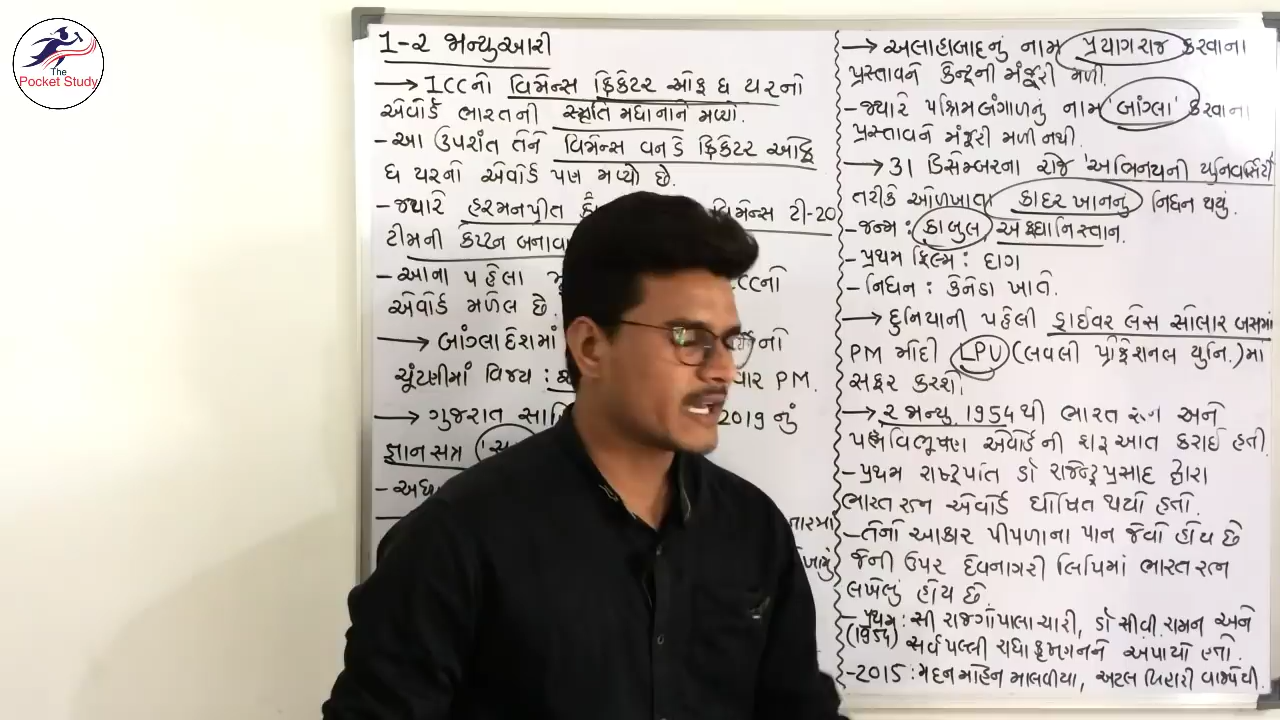 The
Pocket Study
1-2 જાન્યુઆરી
→ ICCનો વિમેન્સ ક્રિકેટર ઓફ ધ યરનો
એવોર્ડ ભારતની સ્મૃતિ મંધાનાને મળ્યો.
- આ ઉપરાંત તેને વિમેન્સ વનડે ક્રિકેટર ઓફ
ધ યરનો એવોર્ડ પણ મળ્યો છે.
- જ્યારે હરમનપ્રીત વિમેન્સ ટી-20
ટીમની કેપ્ટન
- આના પહેલા
એવોર્ડ મળેલ છે.
→ બાંગ્લાદેશમાં
ચૂંટણીમાં વિજય : PM.
→ ગુજરાત 2019 નું
જ્ઞાનસત્ર
→ અલાહાબાદનું નામ પ્રયાગરાજ કરવાના
પ્રસ્તાવને કેન્દ્રની મંજૂરી મળી.
- જ્યારે પશ્ચિમ બંગાળનું નામ 'બાંગ્લા' કરવાના
પ્રસ્તાવને મંજૂરી મળી નથી.
→ 31 ડિસેમ્બરના રોજ 'અભિનયની યુનિવર્સિટી
તરીકે ઓળખાતા કાદર ખાનનું નિધન થયું.
- જન્મ : કાબુલ, અફઘાનિસ્તાન.
- પ્રથમ ફિલ્મ : દાગ
- નિધન : કેનેડા ખાતે.
→ દુનિયાની પહેલી ડ્રાઈવર લેસ સોલાર બસમાં
PM મોદી LPU (લવલી પ્રોફેશનલ યુનિ.)માં
સફર કરશે.
→ 2 જાન્યુ. 1954થી ભારત રત્ન અને
પદ્મવિભૂષણ એવોર્ડની શરૂઆત કરાઈ હતી.
- પ્રથમ રાષ્ટ્રપતિ ડૉ રાજેન્દ્રપ્રસાદ દ્વારા
ભારત રત્ન એવોર્ડ ઘોષિત થયો હતો.
- તેનો આકાર પીપળાના પાન જેવો હોય છે
જેની ઉપર દેવનાગરી લિપિમાં ભારત રત્ન
લખેલું હોય છે.
- પ્રથમ : સી રાજગોપાલાચારી, ડૉ સી.વી. રામન અને
(1954) સર્વપલ્લી રાધાકૃષ્ણનને અપાયો હતો.
- 2015 : મદન મોહન માલવીયા, અટલ બિહારી વાજપેયી.